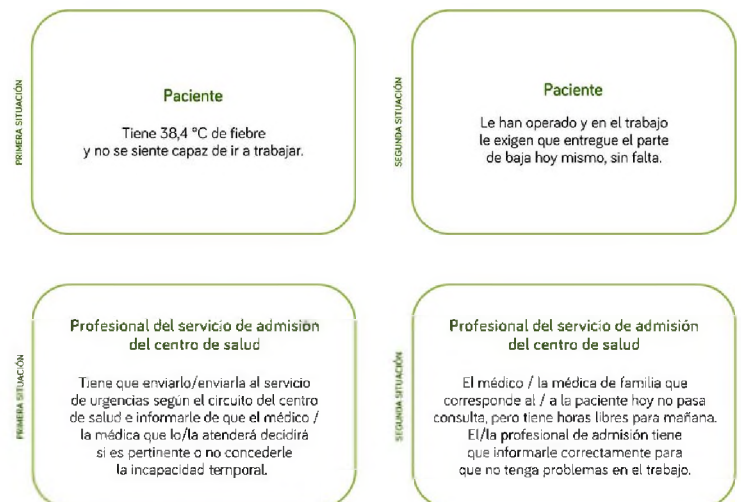 PRIMERA SITUACIÓN
Paciente
Tiene 38,4 °C de fiebre
y no se siente capaz de ir a trabajar.
SEGUNDA SITUACIÓN
Paciente
Le han operado y en el trabajo
le exigen que entregue el parte
de baja hoy mismo, sin falta.
PRIMERA SITUACIÓN
Profesional del servicio de admisión
del centro de salud
Tiene que enviarlo/enviarla al servicio
de urgencias según el circuito del centro
de salud e informarle de que el médico /
la médica que lo/la atenderá decidirá
si es pertinente o no concederle
la incapacidad temporal.
SEGUNDA SITUACIÓN
Profesional del servicio de admisión
del centro de salud
El médico / la médica de familia que
corresponde al / a la paciente hoy no pasa
consulta, pero tiene horas libres para mañana.
El/la profesional de admisión tiene
que informarle correctamente para
que no tenga problemas en el trabajo.